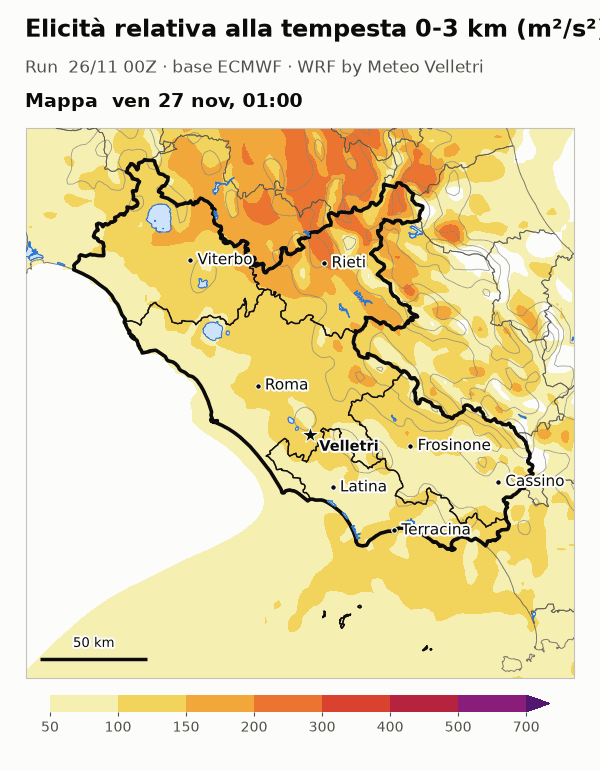 Elicità relativa alla tempesta 0-3 km (m²/s²)
Run 26/11 00Z · base ECMWF · WRF by Meteo Velletri
Mappa ven 27 nov, 01:00
Viterbo
Rieti
Roma
Velletri
Frosinone
Cassino
Latina
Terracina
50 km
50 100 150 200 300 400 500 700